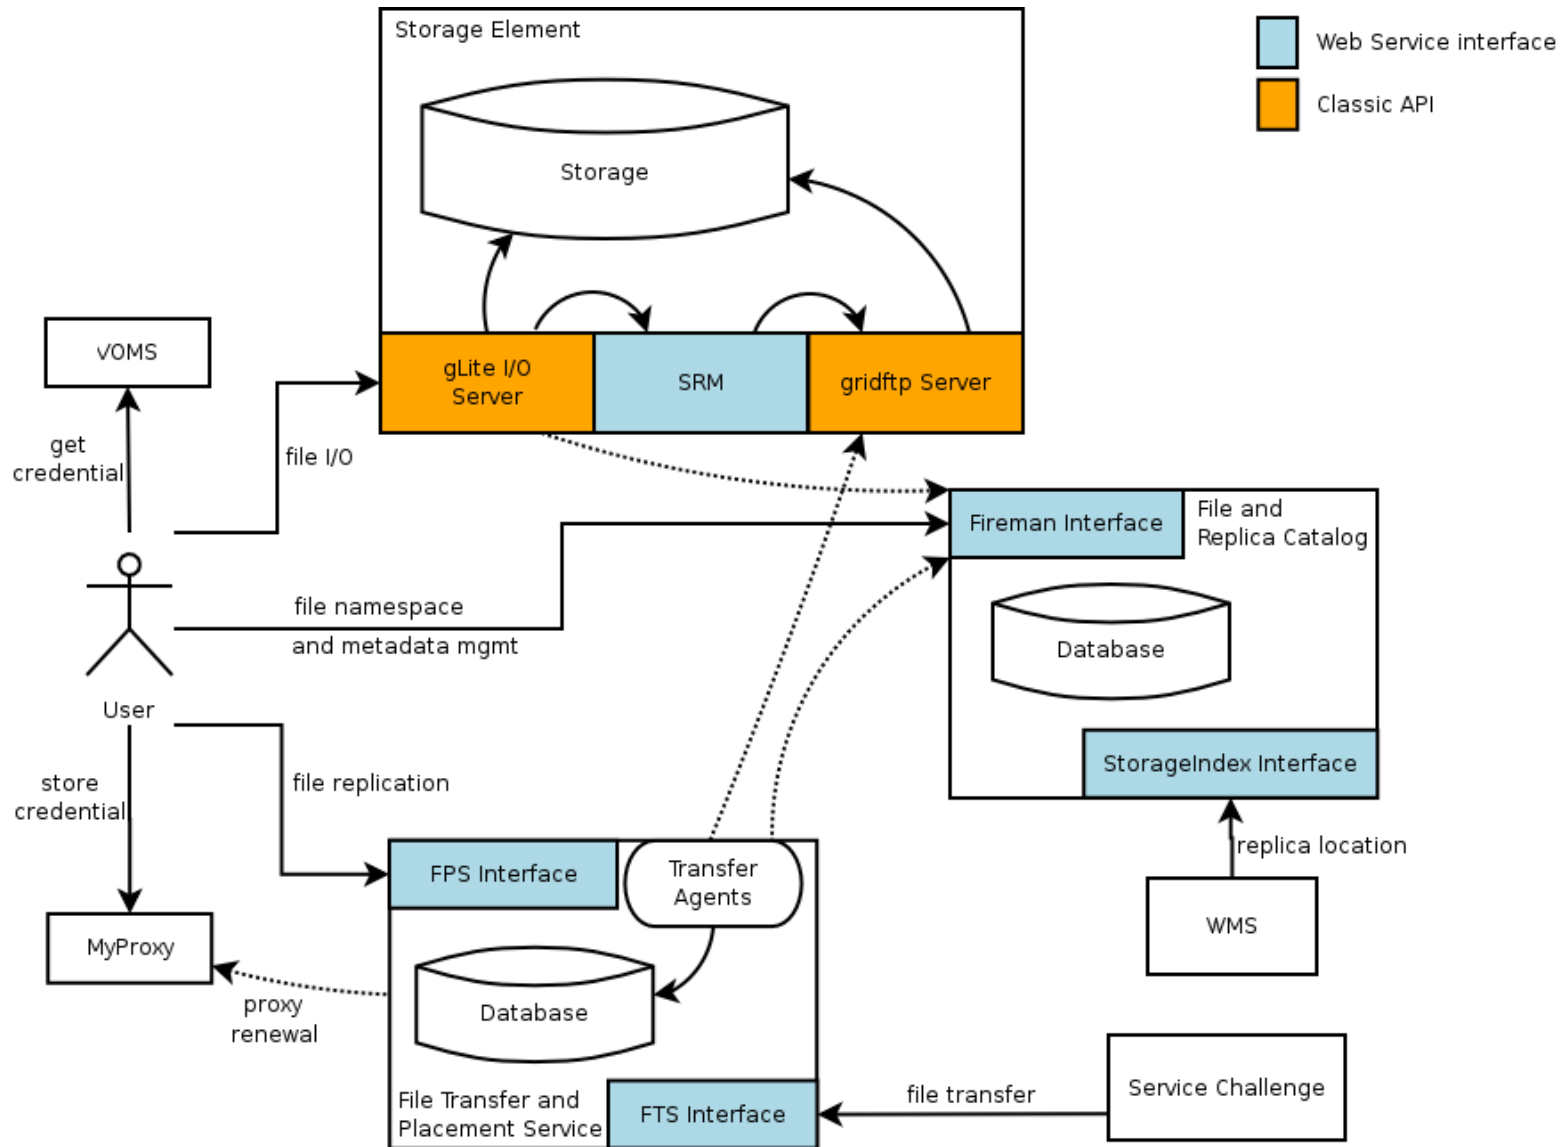 Storage Element
Web Service interface
Classic API
Storage
VOMS
gLite I/O
Server
SRM
gridftp Server
get
credential
file I/O
Fireman Interface
File and
Replica Catalog
file namespace
and metadata mgmt
Database
User
StorageIndex Interface
store
credential
file replication
replica location
FPS Interface
Transfer
Agents
WMS
MyProxy
proxy
renewal
Database
Service Challenge
file transfer
File Transfer and
Placement Service
FTS Interface